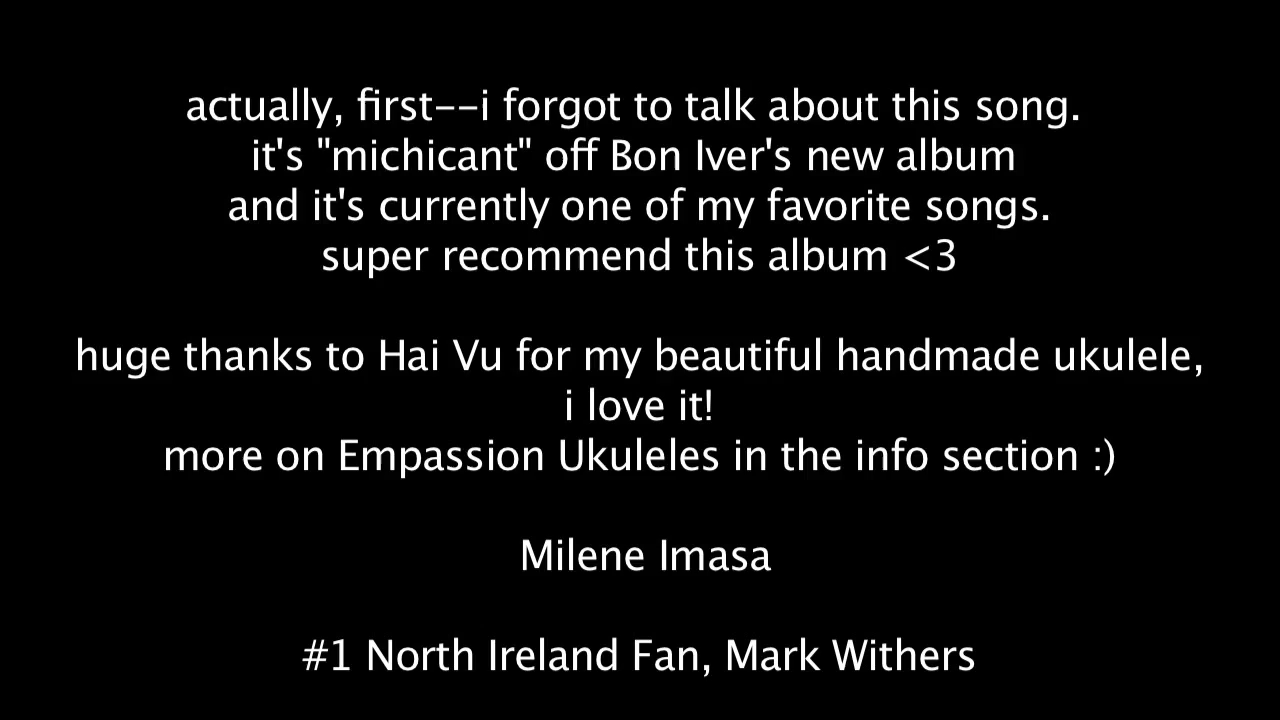 actually, first--i forgot to talk about this song.
it's "michicant" off Bon Iver's new album
and it's currently one of my favorite songs.
super recommend this album <3
huge thanks to Hai Vu for my beautiful handmade ukulele,
i love it!
more on Empassion Ukuleles in the info section :)
Milene Imasa
#1 North Ireland Fan, Mark Withers